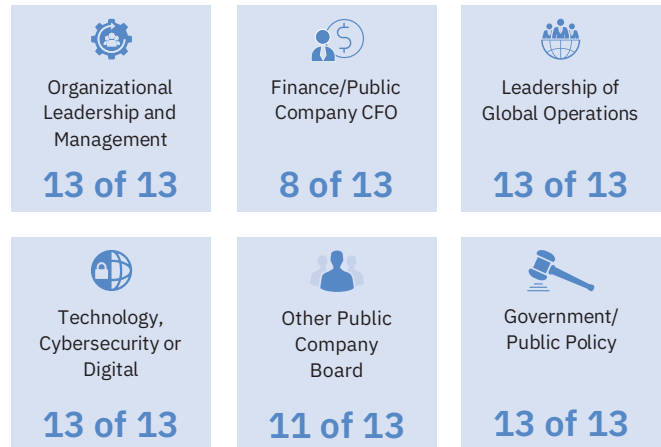 Organizational
Leadership and
Management
13 of 13
Finance/Public
Company CFO
8 of 13
Leadership of
Global Operations
13 of 13
Technology,
Cybersecurity or
Digital
13 of 13
Other Public
Company
Board
11 of 13
Government/
Public Policy
13 of 13